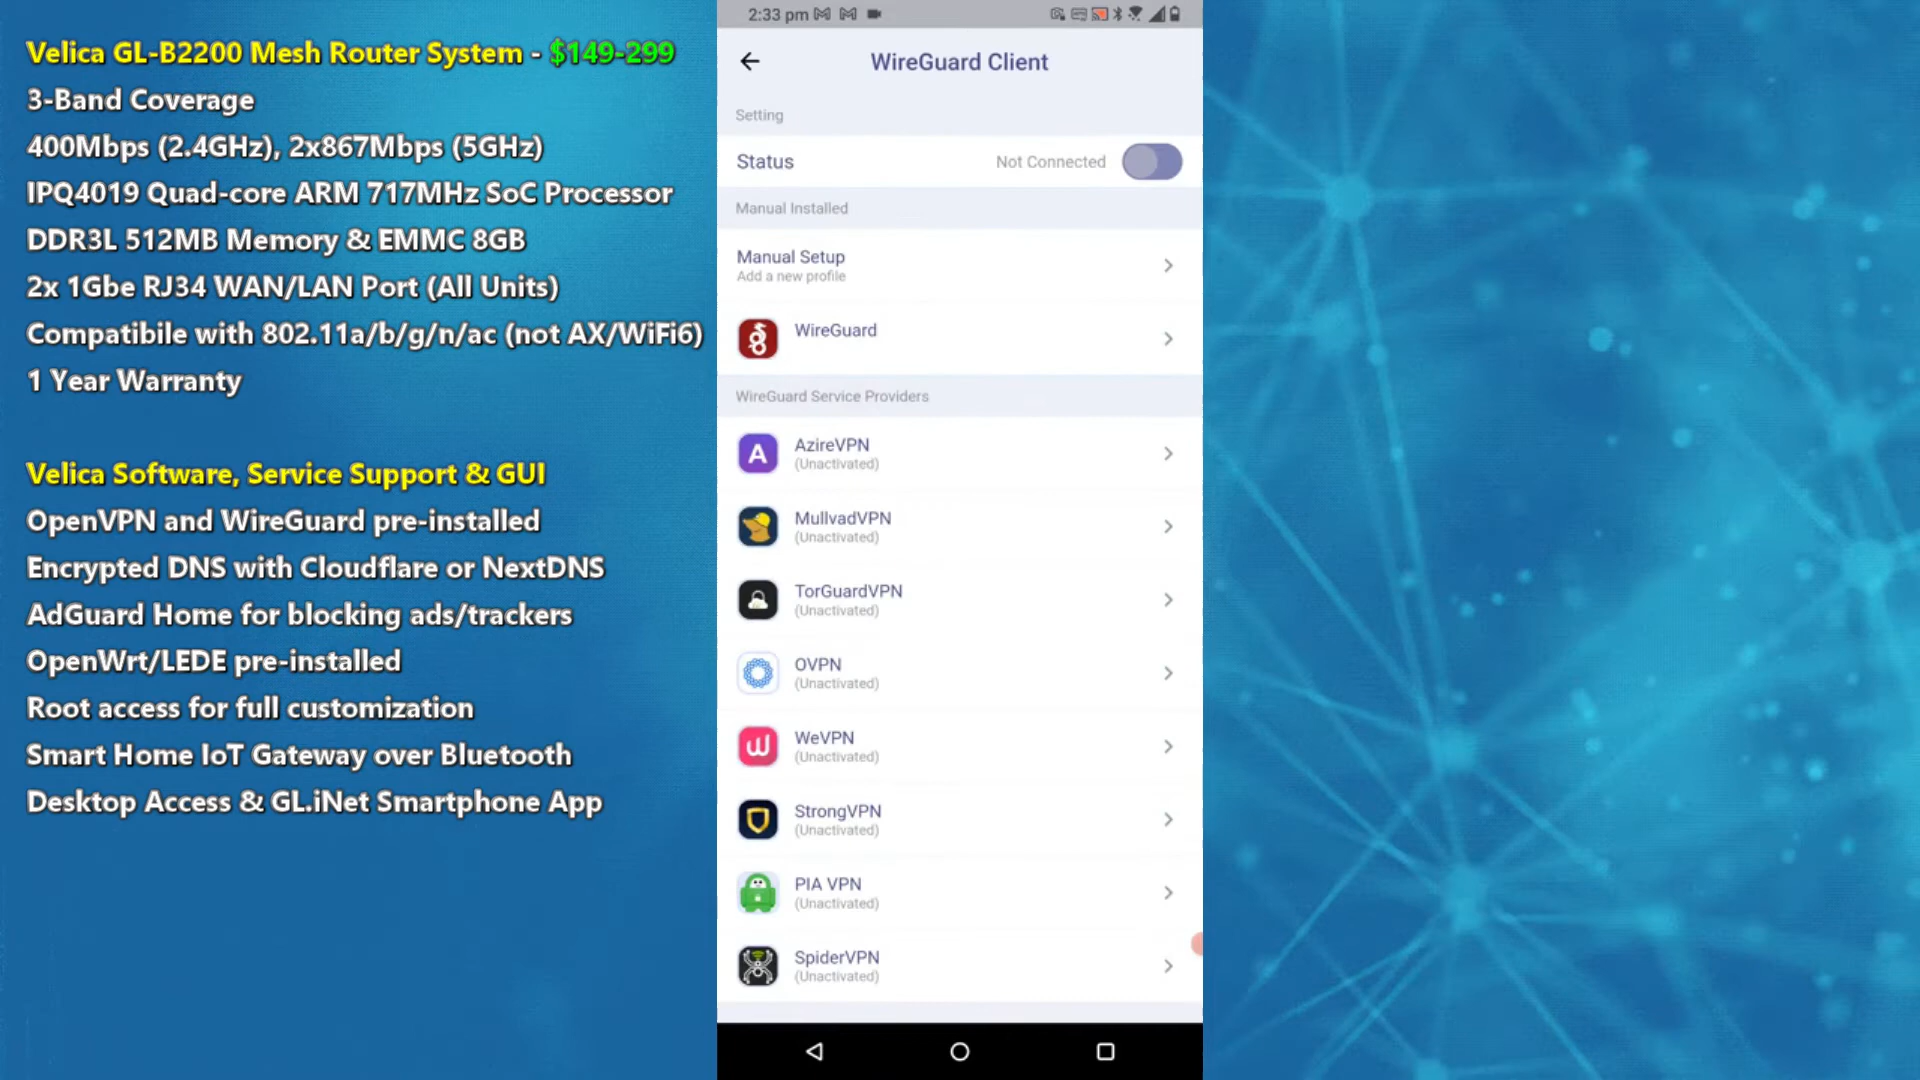 Velica GL-B2200 Mesh Router System - $149-299
3-Band Coverage
400Mbps (2.4GHz), 2x867Mbps (5GHz)
IPQ4019 Quad-core ARM 717MHz SoC Processor
DDR3L 512MB Memory & EMMC 8GB
2x 1Gbe RJ34 WAN/LAN Port (All Units)
Compatibile with 802.11a/b/g/n/ac (not AX/WiFi6)
1 Year Warranty
Velica Software, Service Support & GUI
OpenVPN and WireGuard pre-installed
Encrypted DNS with Cloudflare or NextDNS
AdGuard Home for blocking ads/trackers
OpenWrt/LEDE pre-installed
Root access for full customization
Smart Home IoT Gateway over Bluetooth
Desktop Access & GL.iNet Smartphone App
2:33 pm
WireGuard Client
Setting
Status Not Connected
Manual Installed
Manual Setup
Add a new profile
WireGuard
WireGuard Service Providers
AzireVPN
(Unactivated)
MullvadVPN
(Unactivated)
TorGuardVPN
(Unactivated)
OVPN
(Unactivated)
WeVPN
(Unactivated)
StrongVPN
(Unactivated)
PIA VPN
(Unactivated)
SpiderVPN
(Unactivated)